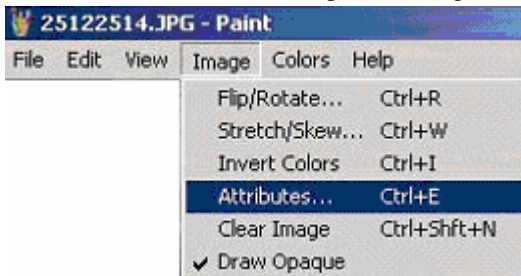 25122514.JPG - Paint
File Edit View Image Colors Help
Flip/Rotate... Ctrl+R
Stretch/Skew... Ctrl+W
Invert Colors Ctrl+I
Attributes... Ctrl+E
Clear Image Ctrl+Shft+N
Draw Opaque